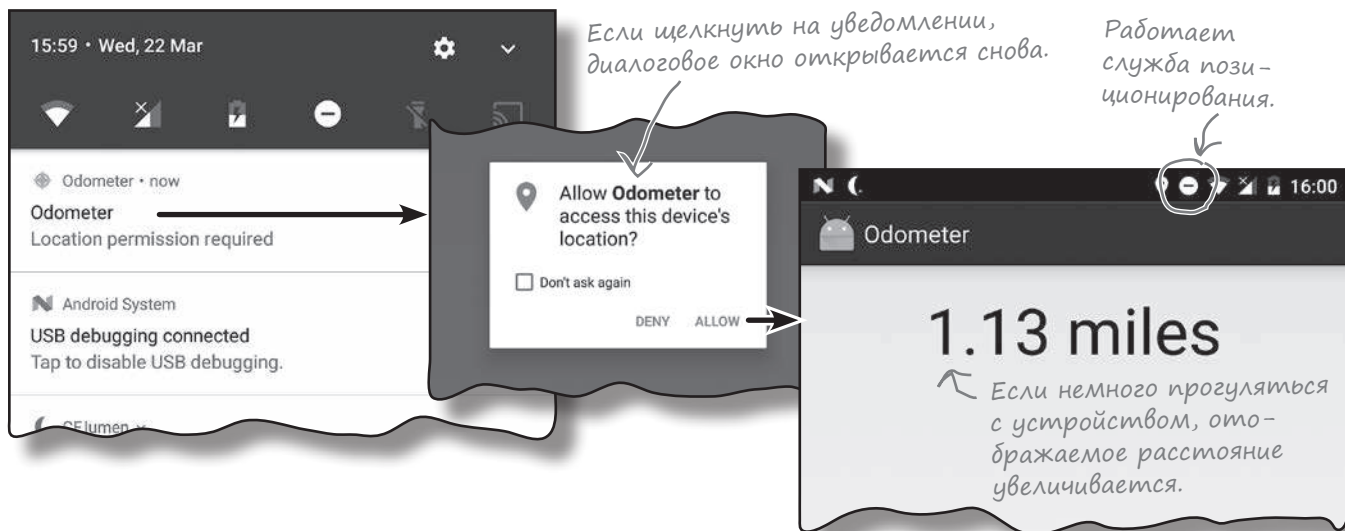 15:59 • Wed, 22 Mar
Odometer • now
Odometer
Location permission required
Android System
USB debugging connected
Tap to disable USB debugging.
Если щелкнуть на уведомлении,
диалоговое окно открывается снова.
Allow Odometer to
access this device's
location?
Don't ask again
DENY ALLOW
Работает
служба пози-
ционирования.
16:00
Odometer
1.13 miles
Если немного прогуляться
с устройством, ото-
бражаемое расстояние
увеличивается.